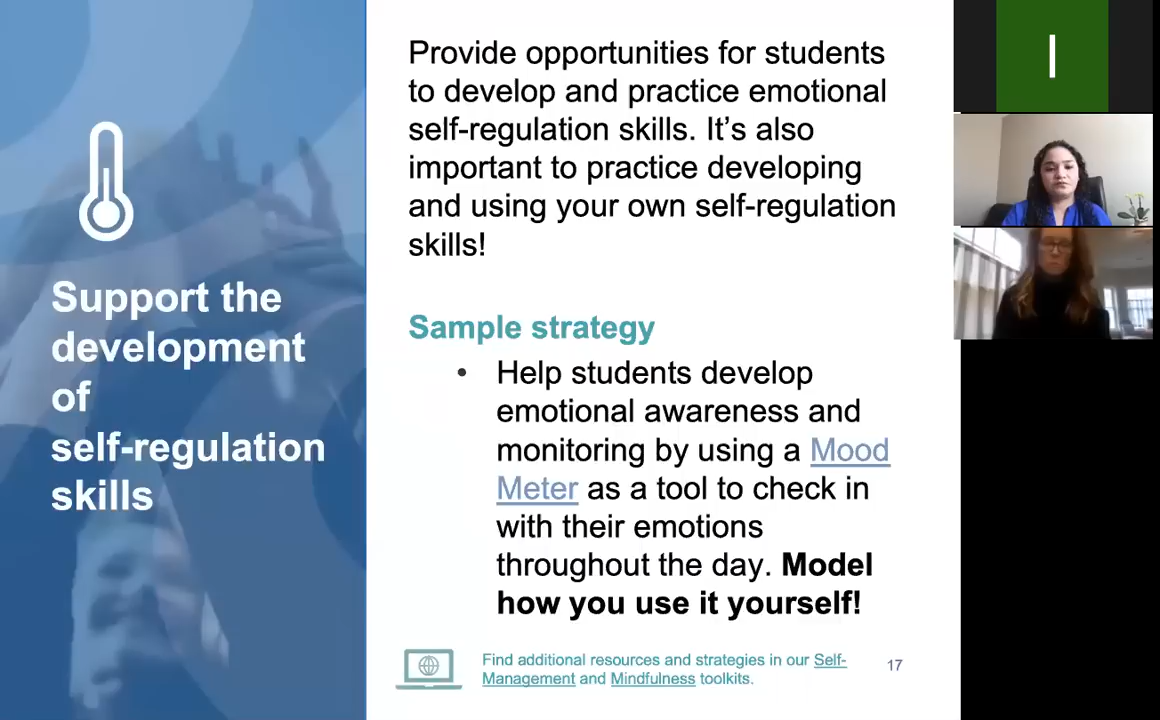 Support the
development
of
self-regulation
skills
Provide opportunities for students
to develop and practice emotional
self-regulation skills. It’s also
important to practice developing
and using your own self-regulation
skills!
Sample strategy
• Help students develop
emotional awareness and
monitoring by using a Mood
Meter as a tool to check in
with their emotions
throughout the day. Model
how you use it yourself!
Find additional resources and strategies in our Self-
Management and Mindfulness toolkits.
17
I